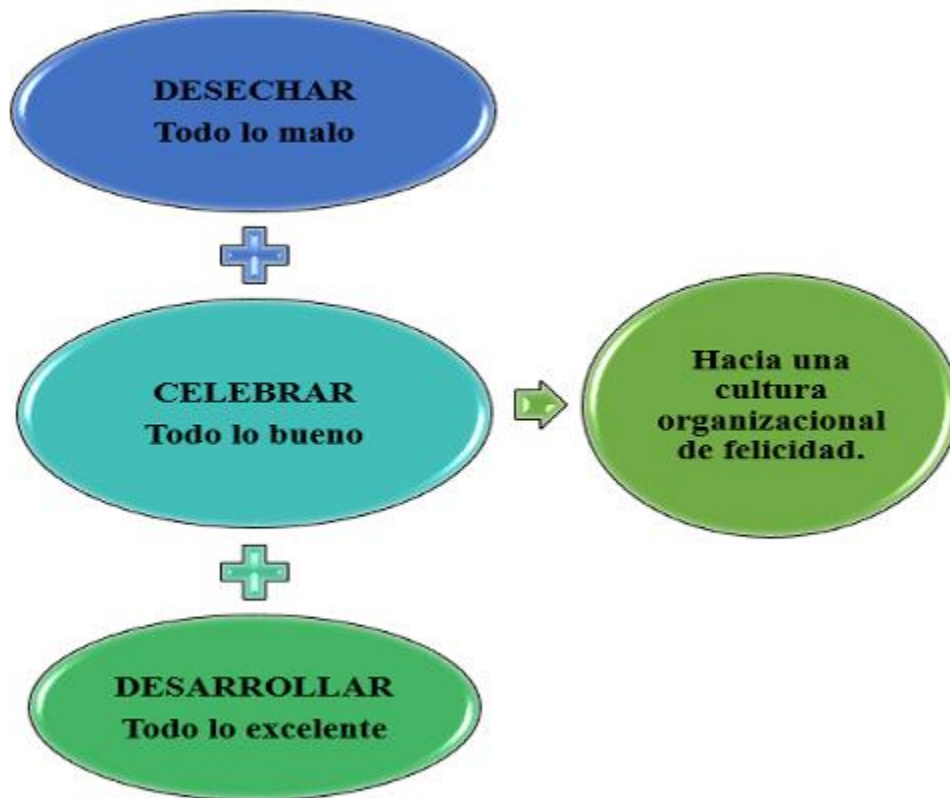 DESECHAR
Todo lo malo
CELEBRAR
Todo lo bueno
Hacia una
cultura
organizacional
de felicidad.
DESARROLLAR
Todo lo excelente